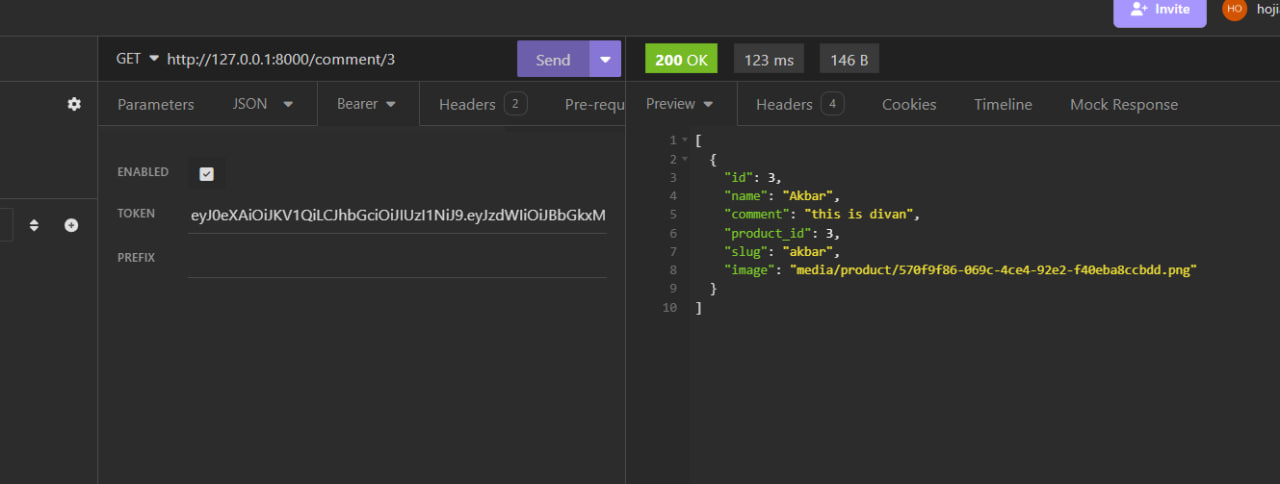 Invite HO hoji
GET http://127.0.0.1:8000/comment/3 Send 200 OK 123 ms 146 B
Parameters JSON Bearer Headers 2 Pre-requ Preview Headers 4 Cookies Timeline Mock Response
1 [
2 {
ENABLED
3 "id": 3,
4 "name": "Akbar",
TOKEN eyJ0eXAiOiJKV1QiLCJhbGciOiJIUzI1NiJ9.eyJzdWIiOiJBbGkxM
5 "comment": "this is divan",
6 "product_id": 3,
7 "slug": "akbar",
PREFIX
8 "image": "media/product/570f9f86-069c-4ce4-92e2-f40eba8ccbdd.png"
9 }
10 ]